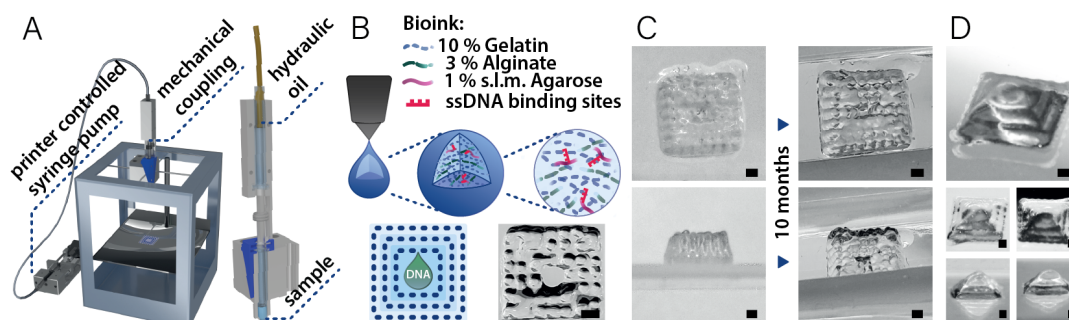 A
printer controlled
syringe pump
mechanical
coupling
hydraulic
oil
sample
B
Bioink:
10 % Gelatin
3 % Alginate
1 % s.l.m. Agarose
ssDNA binding sites
DNA
C
10 months
D